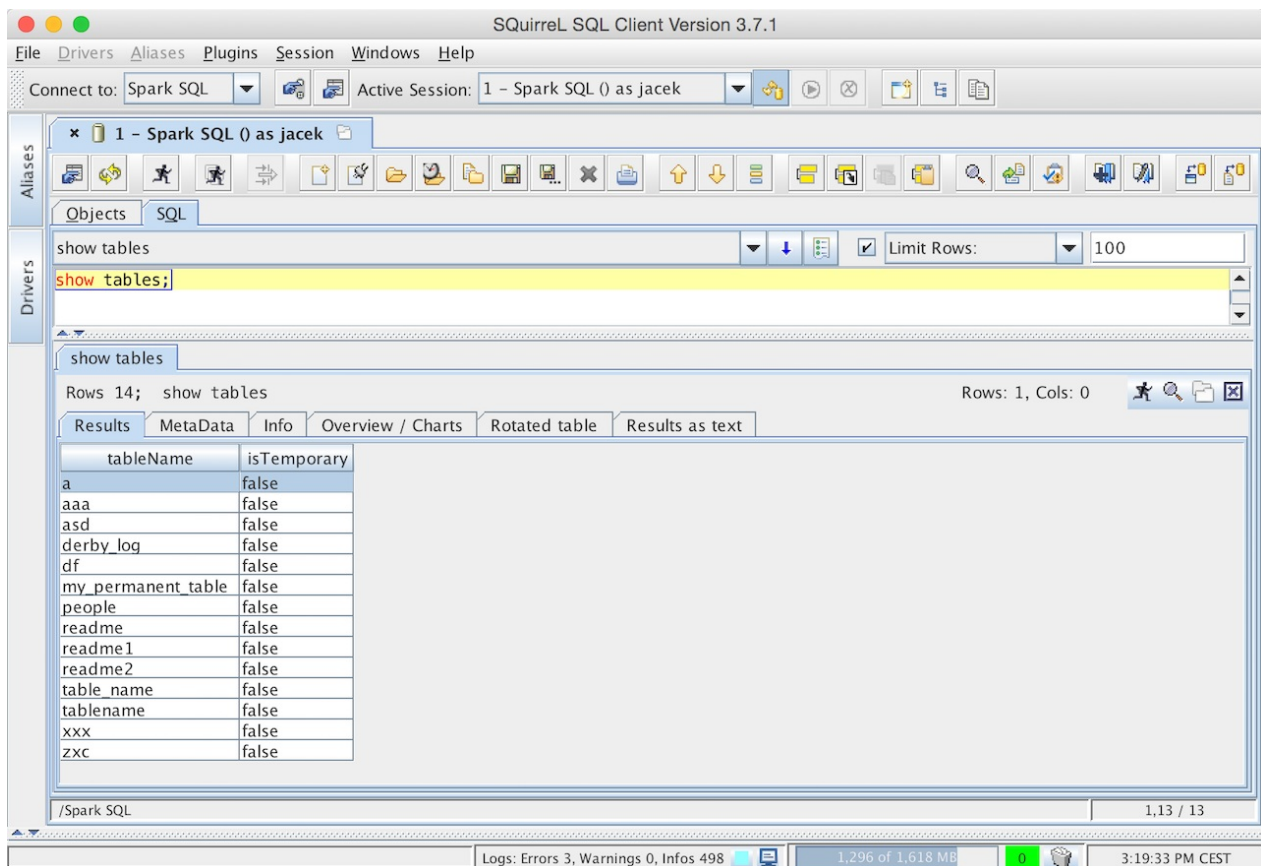 SQuirreL SQL Client Version 3.7.1
File Drivers Aliases Plugins Session Windows Help
Connect to: Spark SQL Active Session: 1 – Spark SQL () as jacek
Aliases
Drivers
1 – Spark SQL () as jacek
Objects SQL
show tables Limit Rows: 100
show tables;
show tables
Rows 14; show tables Rows: 1, Cols: 0
Results MetaData Info Overview / Charts Rotated table Results as text
tableName isTemporary
a false
aaa false
asd false
derby_log false
df false
my_permanent_table false
people false
readme false
readme1 false
readme2 false
table_name false
tablename false
xxx false
zxc false
/Spark SQL 1,13 / 13
Logs: Errors 3, Warnings 0, Infos 498 1,296 of 1,618 MB 0 3:19:33 PM CEST